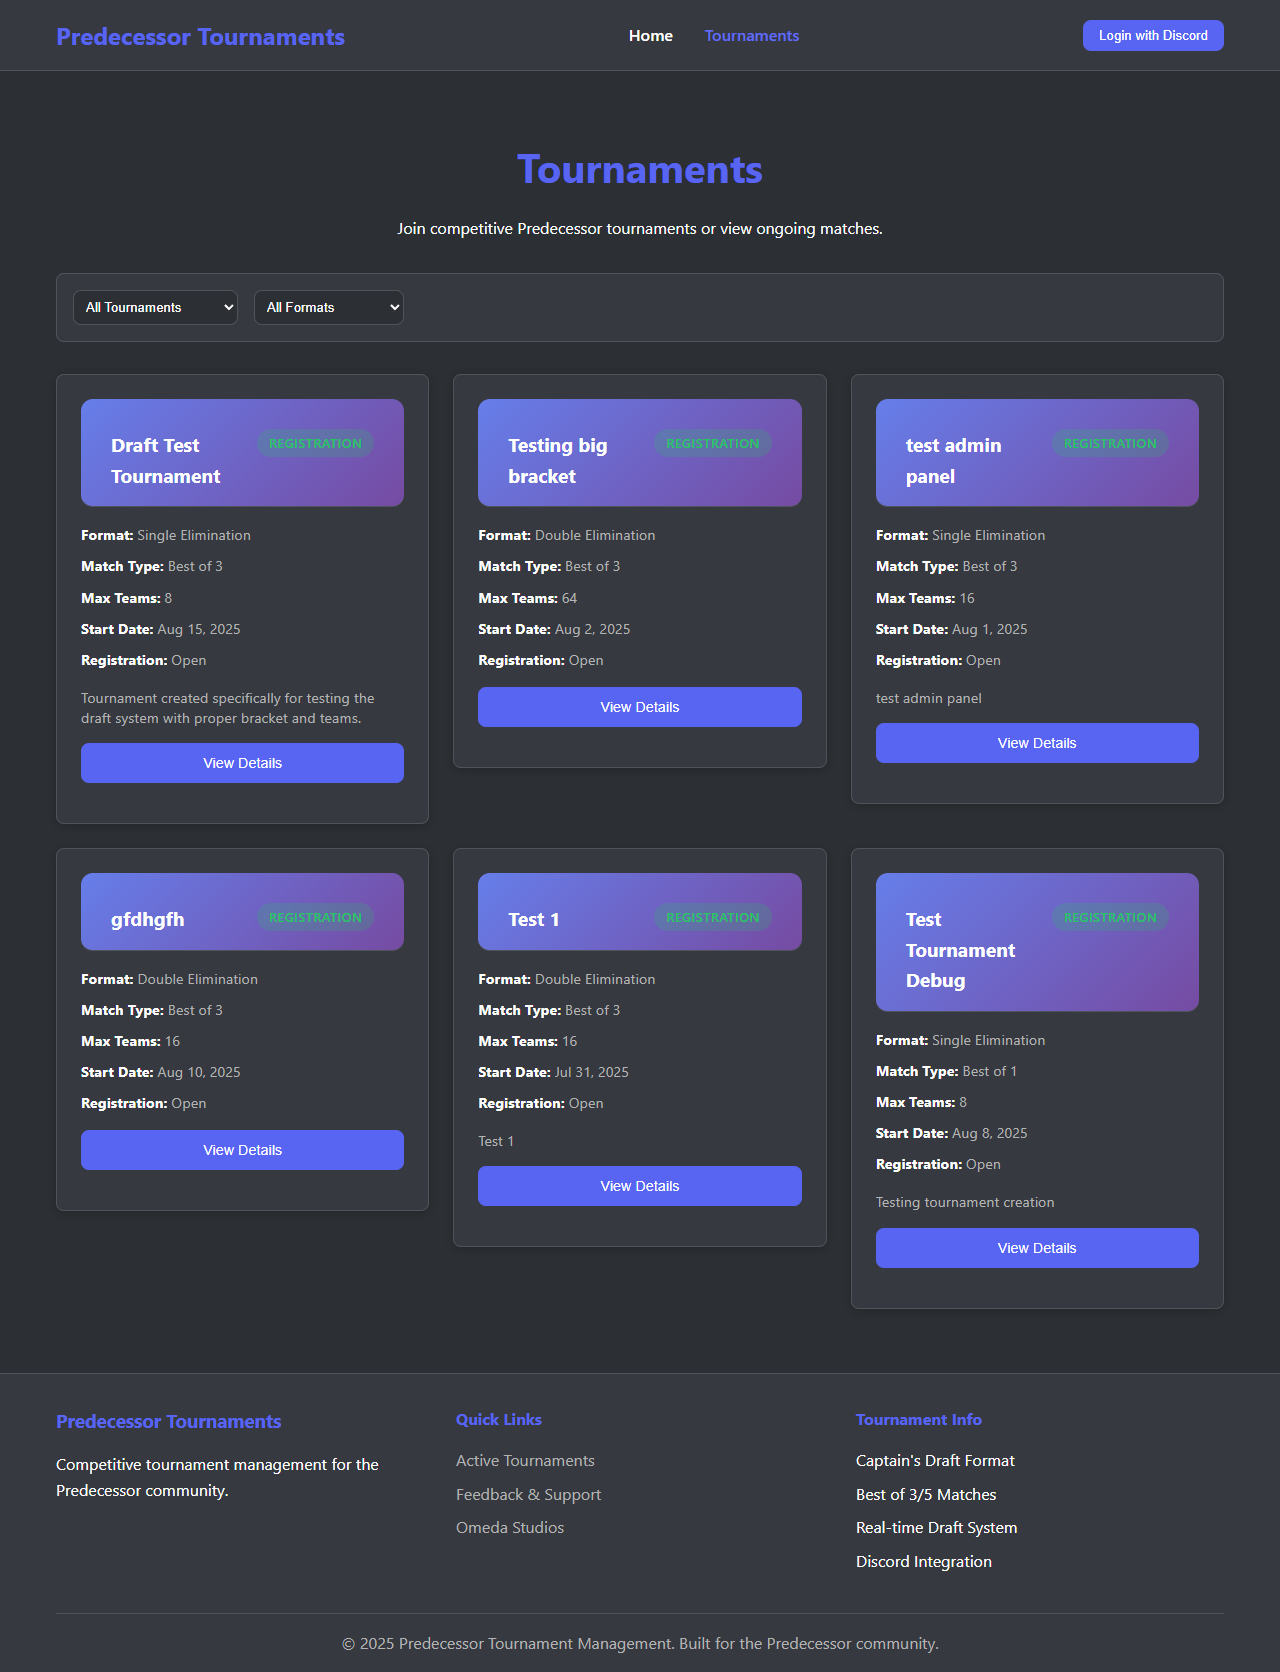 Predecessor Tournaments
Home
Tournaments
Login with Discord
Tournaments
Join competitive Predecessor tournaments or view ongoing matches.
All Tournaments
All Formats
Draft Test
Tournament
REGISTRATION
Format: Single Elimination
Match Type: Best of 3
Max Teams: 8
Start Date: Aug 15, 2025
Registration: Open
Tournament created specifically for testing the
draft system with proper bracket and teams.
View Details
Testing big
bracket
REGISTRATION
Format: Double Elimination
Match Type: Best of 3
Max Teams: 64
Start Date: Aug 2, 2025
Registration: Open
View Details
test admin
panel
REGISTRATION
Format: Single Elimination
Match Type: Best of 3
Max Teams: 16
Start Date: Aug 1, 2025
Registration: Open
test admin panel
View Details
gfdhgfh
REGISTRATION
Format: Double Elimination
Match Type: Best of 3
Max Teams: 16
Start Date: Aug 10, 2025
Registration: Open
View Details
Test 1
REGISTRATION
Format: Double Elimination
Match Type: Best of 3
Max Teams: 16
Start Date: Jul 31, 2025
Registration: Open
Test 1
View Details
Test
Tournament
Debug
REGISTRATION
Format: Single Elimination
Match Type: Best of 1
Max Teams: 8
Start Date: Aug 8, 2025
Registration: Open
Testing tournament creation
View Details
Predecessor Tournaments
Competitive tournament management for the
Predecessor community.
Quick Links
Active Tournaments
Feedback & Support
Omeda Studios
Tournament Info
Captain's Draft Format
Best of 3/5 Matches
Real-time Draft System
Discord Integration
© 2025 Predecessor Tournament Management. Built for the Predecessor community.